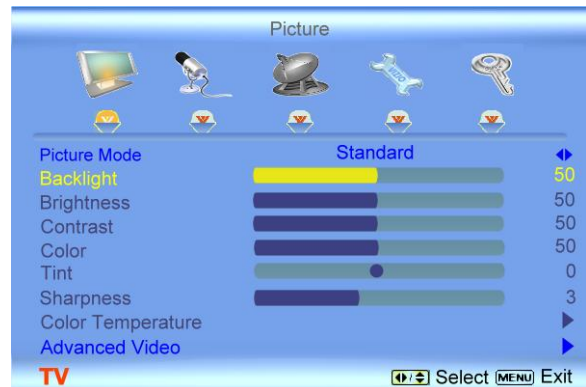 Picture
Picture Mode Standard
Backlight 50
Brightness 50
Contrast 50
Color 50
Tint 0
Sharpness 3
Color Temperature
Advanced Video
TV / Select MENU Exit